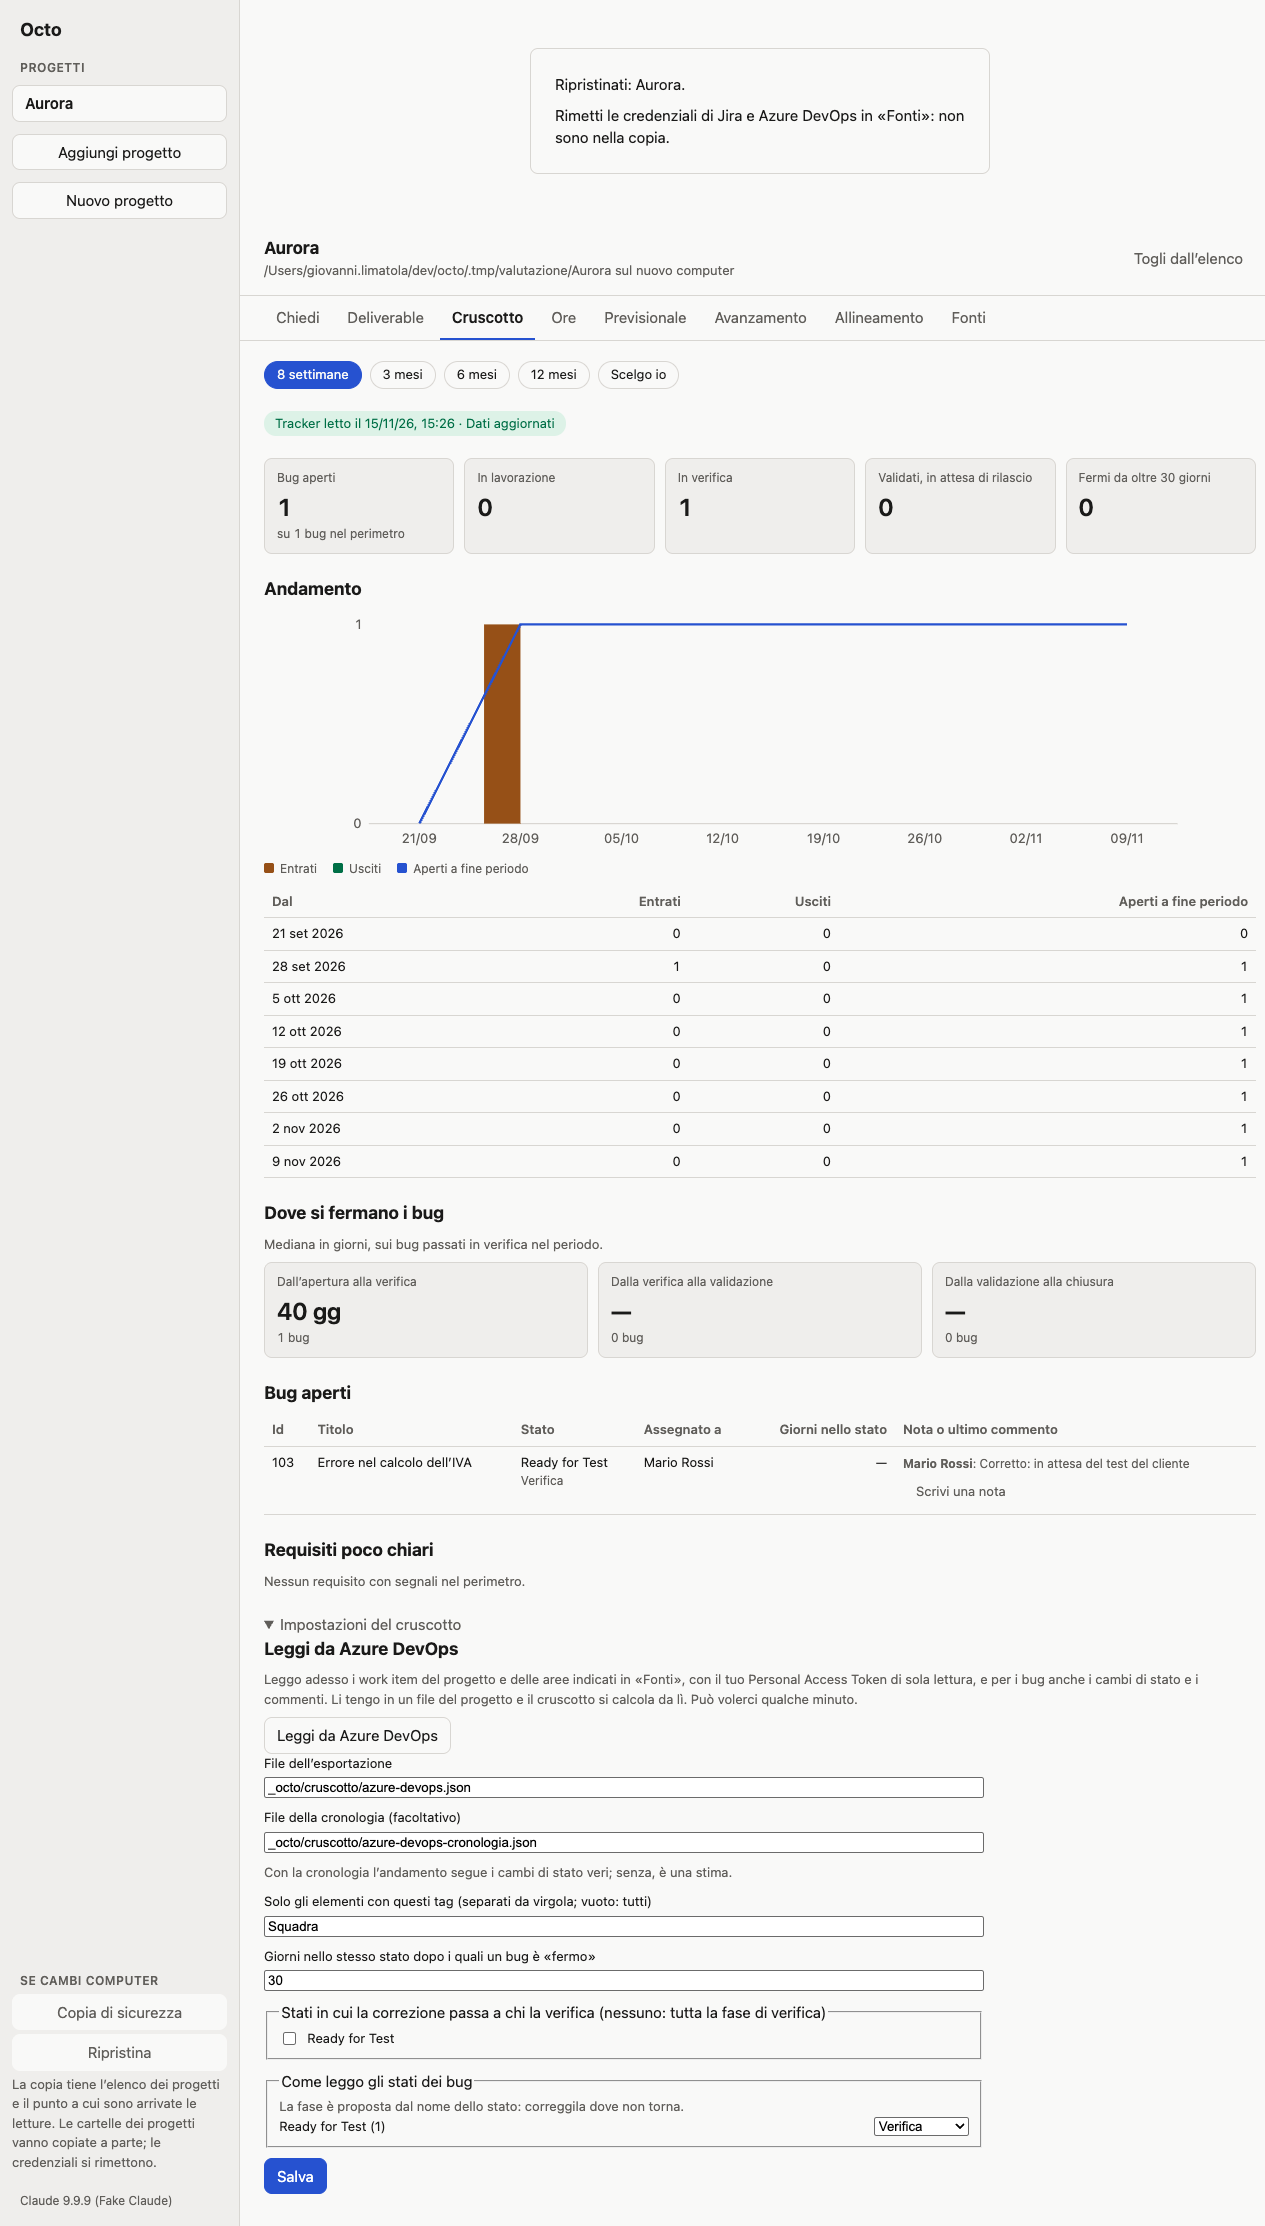 Octo
PROGETTI
Aurora
Aggiungi progetto
Nuovo progetto
Ripristinati: Aurora.
Rimetti le credenziali di Jira e Azure DevOps in «Fonti»: non
sono nella copia.
Aurora
/Users/giovanni.limatola/dev/octo/.tmp/valutazione/Aurora sul nuovo computer
Togli dall'elenco
Chiedi Deliverable Cruscotto Ore Previsionale Avanzamento Allineamento Fonti
8 settimane 3 mesi 6 mesi 12 mesi Scelgo io
Tracker letto il 15/11/26, 15:26 · Dati aggiornati
Bug aperti
1
su 1 bug nel perimetro
In lavorazione
0
In verifica
1
Validati, in attesa di rilascio
0
Fermi da oltre 30 giorni
0
Andamento
1
0
21/09 28/09 05/10 12/10 19/10 26/10 02/11 09/11
Entrati Usciti Aperti a fine periodo
Dal Entrati Usciti Aperti a fine periodo
21 set 2026 0 0 0
28 set 2026 1 0 1
5 ott 2026 0 0 1
12 ott 2026 0 0 1
19 ott 2026 0 0 1
26 ott 2026 0 0 1
2 nov 2026 0 0 1
9 nov 2026 0 0 1
Dove si fermano i bug
Mediana in giorni, sui bug passati in verifica nel periodo.
Dall'apertura alla verifica
40 gg
1 bug
Dalla verifica alla validazione
—
0 bug
Dalla validazione alla chiusura
—
0 bug
Bug aperti
Id Titolo Stato Assegnato a Giorni nello stato Nota o ultimo commento
103 Errore nel calcolo dell'IVA Ready for Test Mario Rossi — Mario Rossi: Corretto: in attesa del test del cliente
Verifica
Scrivi una nota
Requisiti poco chiari
Nessun requisito con segnali nel perimetro.
▼ Impostazioni del cruscotto
Leggi da Azure DevOps
Leggo adesso i work item del progetto e delle aree indicati in «Fonti», con il tuo Personal Access Token di sola lettura, e per i bug anche i cambi di stato e i
commenti. Li tengo in un file del progetto e il cruscotto si calcola da lì. Può volerci qualche minuto.
Leggi da Azure DevOps
File dell'esportazione
_octo/cruscotto/azure-devops.json
File della cronologia (facoltativo)
_octo/cruscotto/azure-devops-cronologia.json
Con la cronologia l'andamento segue i cambi di stato veri; senza, è una stima.
Solo gli elementi con questi tag (separati da virgola; vuoto: tutti)
Squadra
Giorni nello stesso stato dopo i quali un bug è «fermo»
30
Stati in cui la correzione passa a chi la verifica (nessuno: tutta la fase di verifica)
Ready for Test
Come leggo gli stati dei bug
La fase è proposta dal nome dello stato: correggila dove non torna.
Ready for Test (1) Verifica
Salva
SE CAMBI COMPUTER
Copia di sicurezza
Ripristina
La copia tiene l'elenco dei progetti
e il punto a cui sono arrivate le
letture. Le cartelle dei progetti
vanno copiate a parte; le
credenziali si rimettono.
Claude 9.9.9 (Fake Claude)